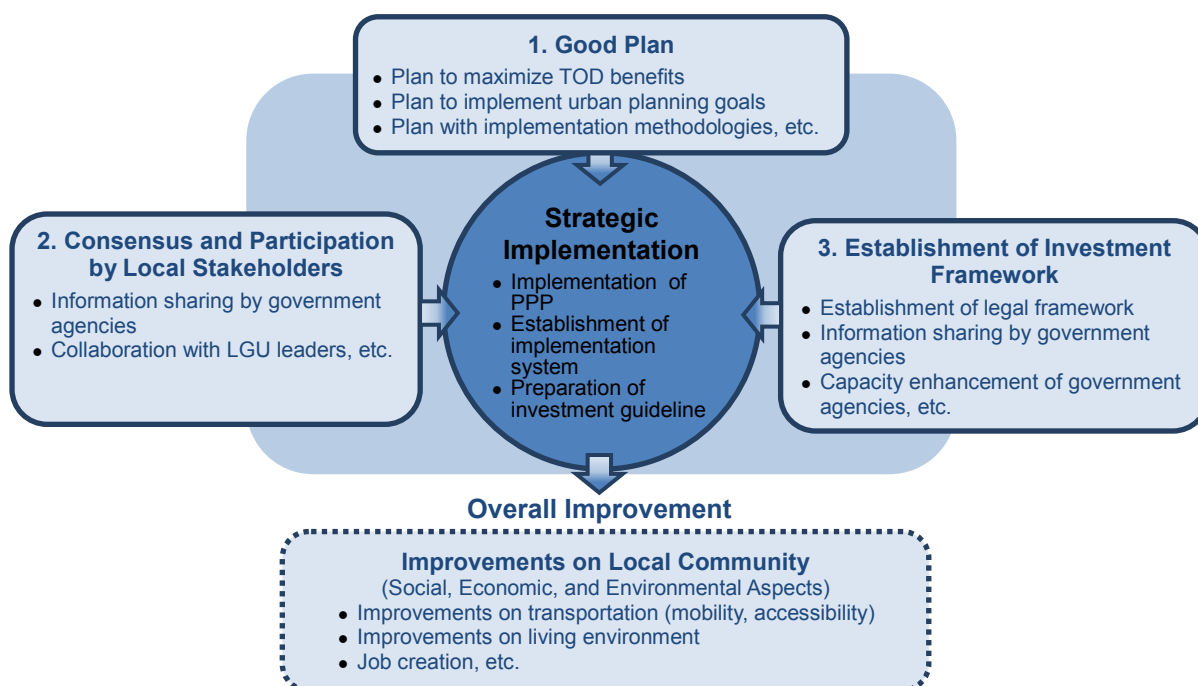 1. Good Plan
• Plan to maximize TOD benefits
• Plan to implement urban planning goals
• Plan with implementation methodologies, etc.
2. Consensus and Participation
by Local Stakeholders
• Information sharing by government
agencies
• Collaboration with LGU leaders, etc.
Strategic
Implementation
• Implementation of
PPP
• Establishment of
implementation
system
• Preparation of
investment guideline
3. Establishment of Investment
Framework
• Establishment of legal framework
• Information sharing by government
agencies
• Capacity enhancement of government
agencies, etc.
Overall Improvement
Improvements on Local Community
(Social, Economic, and Environmental Aspects)
• Improvements on transportation (mobility, accessibility)
• Improvements on living environment
• Job creation, etc.